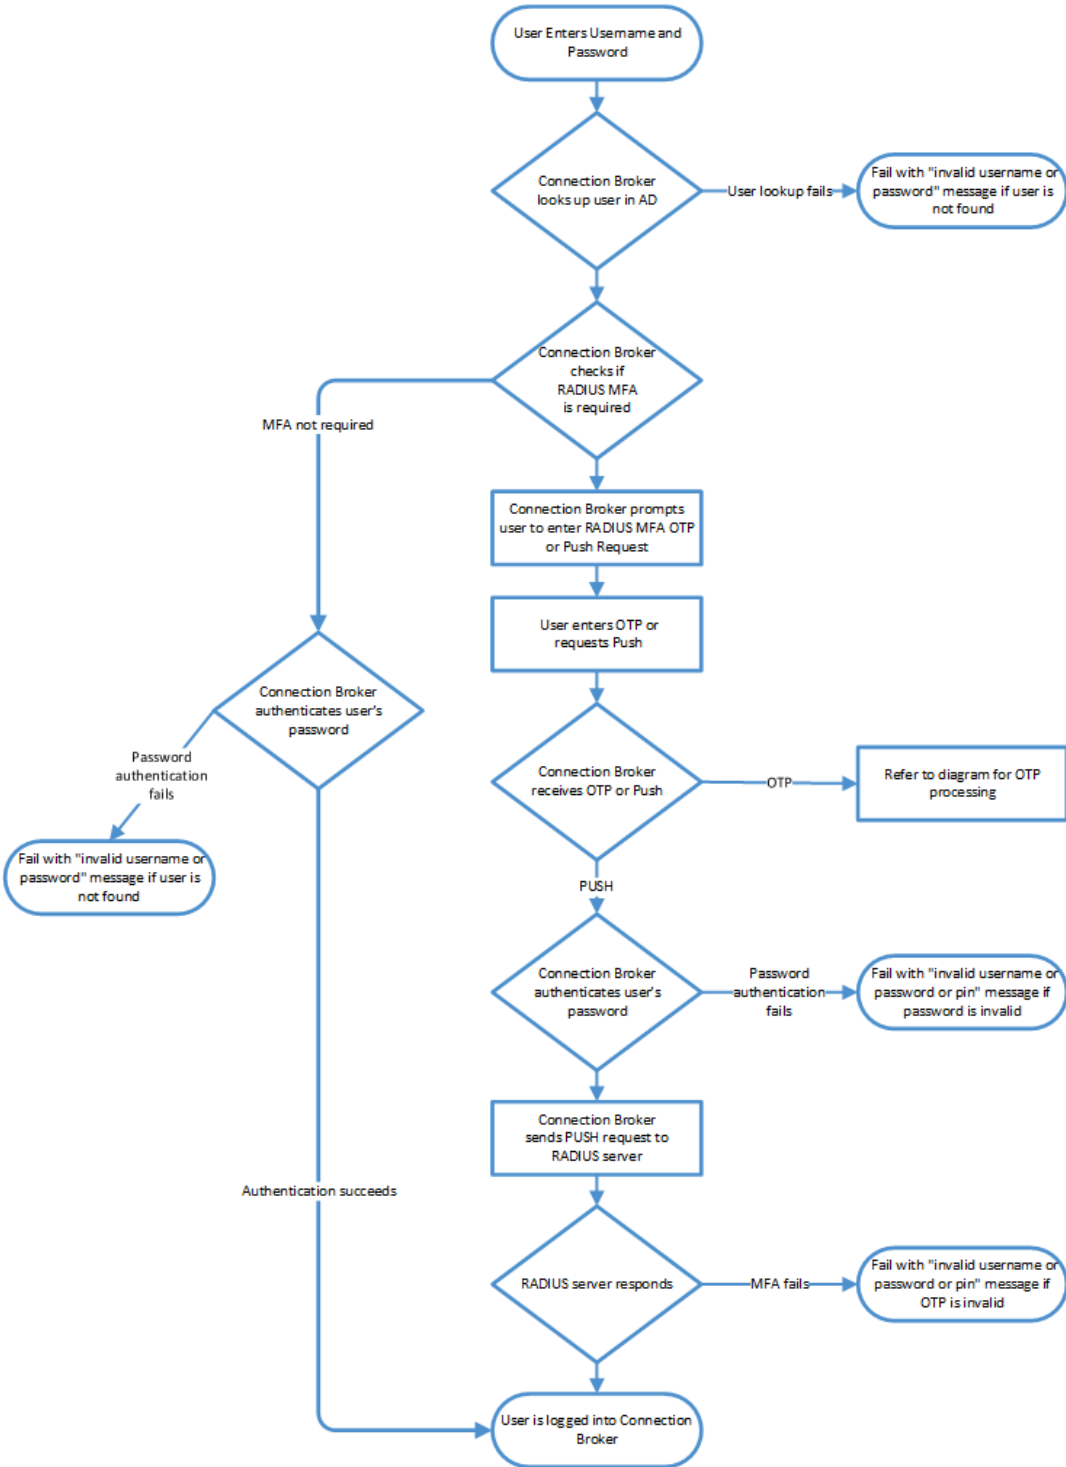 User Enters Username and
Password
Connection Broker
looks up user in AD
User lookup fails
Fail with "invalid username or
password" message if user is
not found
Connection Broker
checks if
RADIUS MFA
is required
MFA not required
Connection Broker prompts
user to enter RADIUS MFA OTP
or Push Request
User enters OTP or
requests Push
Connection Broker
authenticates user's
password
Password
authentication
fails
Fail with "invalid username or
password" message if user is
not found
Connection Broker
receives OTP or Push
OTP
Refer to diagram for OTP
processing
PUSH
Connection Broker
authenticates user's
password
Password
authentication
fails
Fail with "invalid username or
password or pin" message if
password is invalid
Connection Broker
sends PUSH request to
RADIUS server
Authentication succeeds
RADIUS server responds
MFA fails
Fail with "invalid username or
password or pin" message if
OTP is invalid
User is logged into Connection
Broker